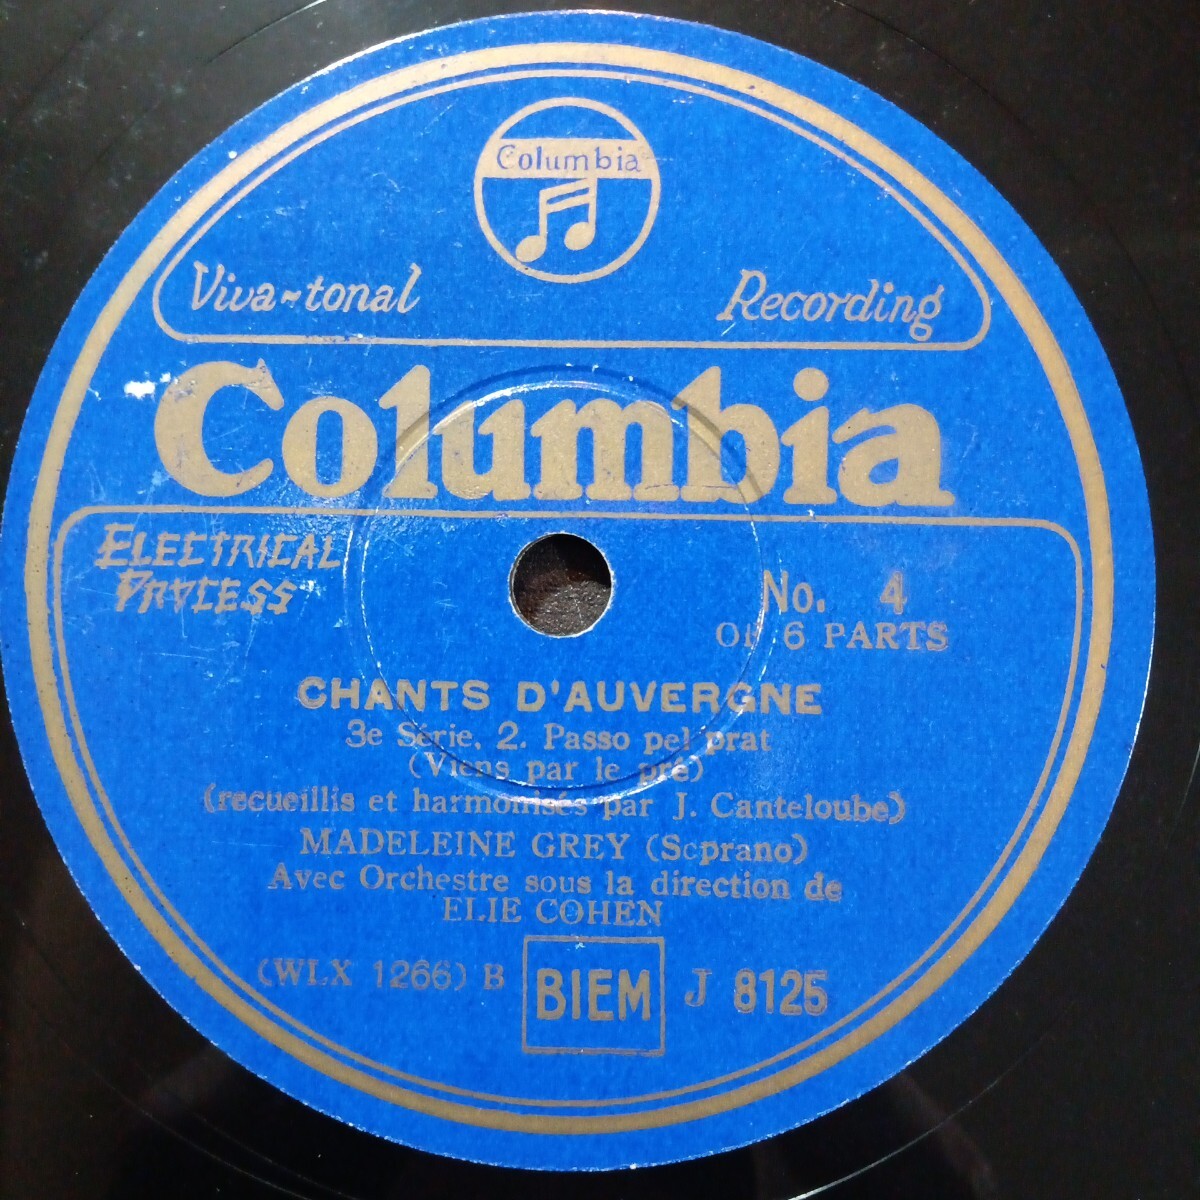 Columbia
Viva-tonal Recording
Columbia
ELECTRICAL
PROCESS
No. 4
OF 6 PARTS
CHANTS D'AUVERGNE
3e Série. 2. Passo pel prat
(Viens par le pré)
(recueillis et harmonisés par J. Canteloube)
MADELEINE GREY (Soprano)
Avec Orchestre sous la direction de
ELIE COHEN
(WLX 1266) B BIEM J 8125